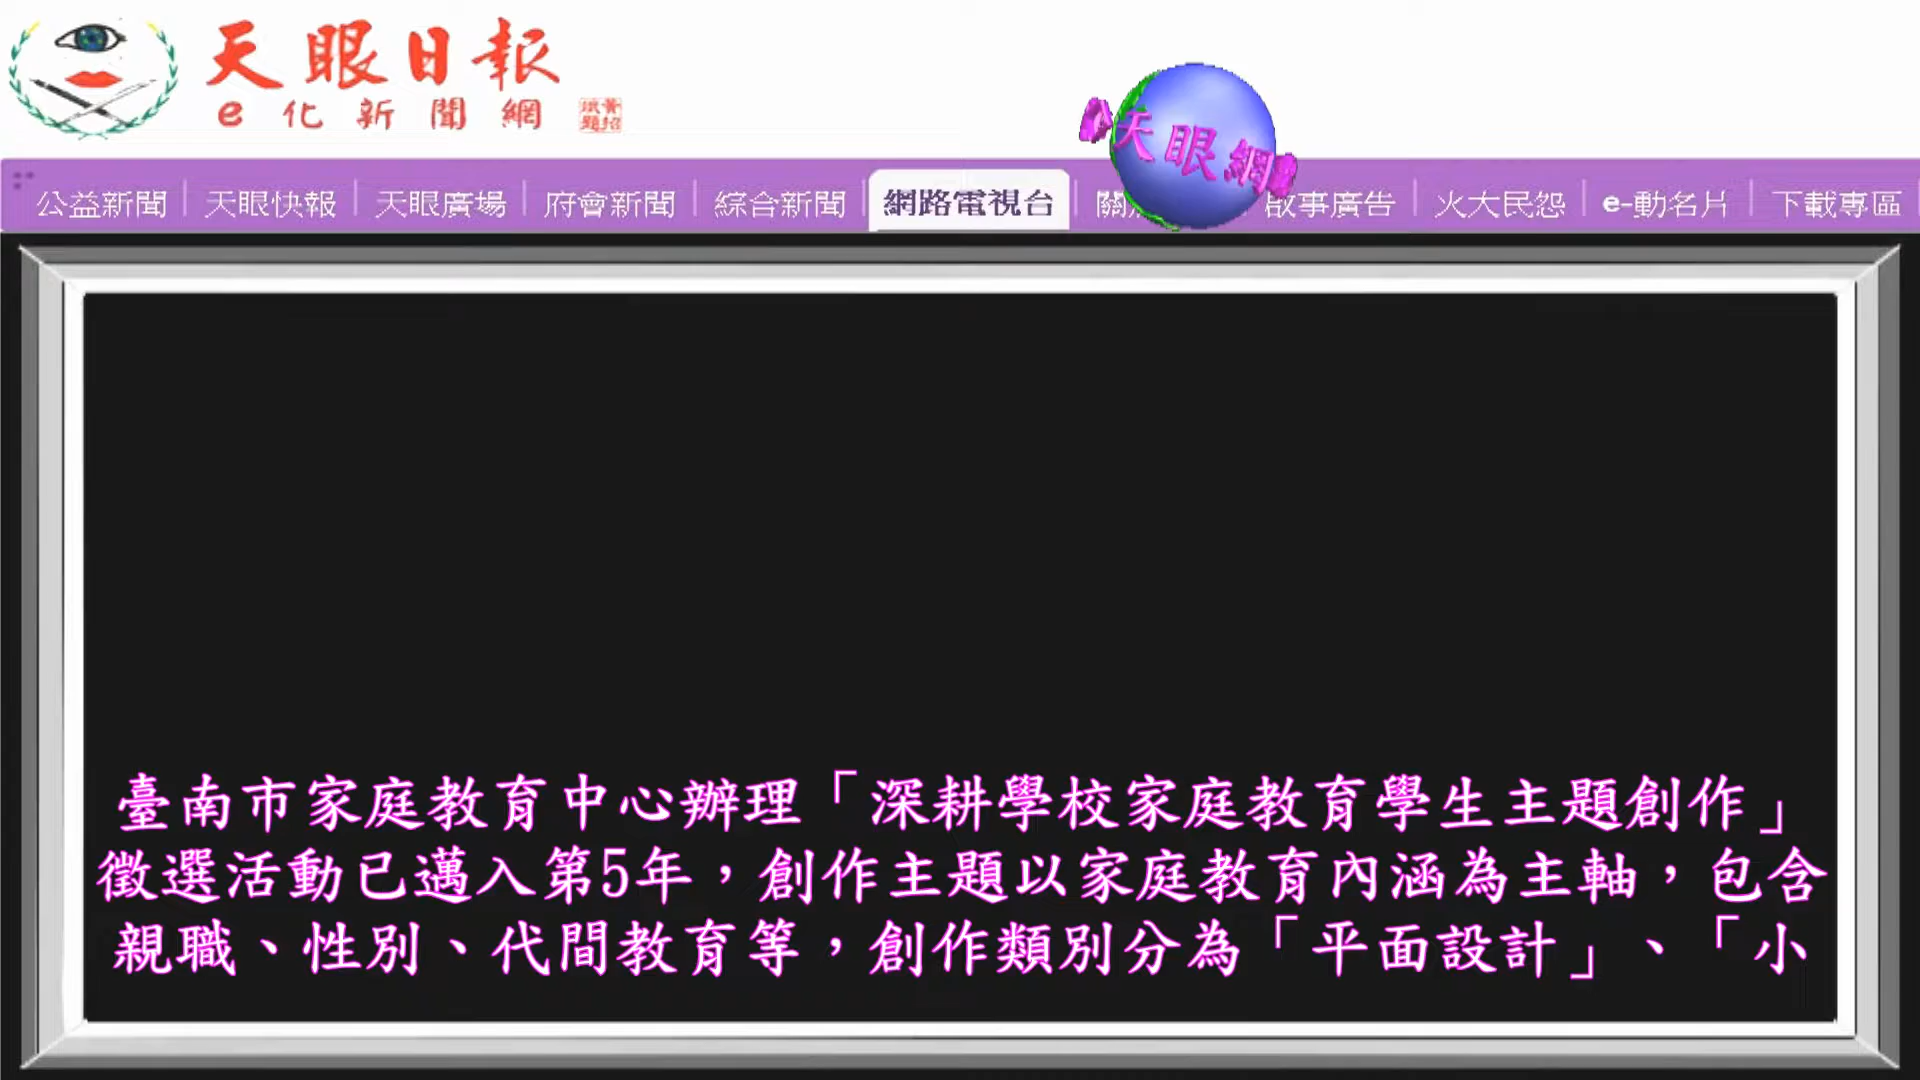 天眼日報
e化新聞網
天眼網
公益新聞 天眼快報 天眼廣場 府會新聞 綜合新聞 網路電視台 關 啟事廣告 火大民怨 e-動名片 下載專區
臺南市家庭教育中心辦理「深耕學校家庭教育學生主題創作」
徵選活動已邁入第5年，創作主題以家庭教育內涵為主軸，包含
親職、性別、代間教育等，創作類別分為「平面設計」、「小